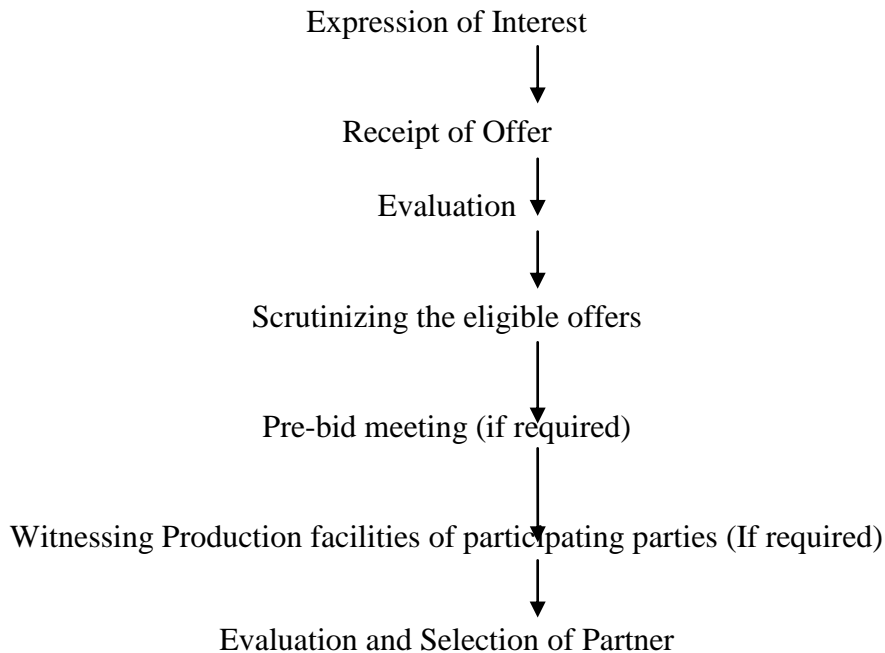 Expression of Interest
Receipt of Offer
Evaluation
Scrutinizing the eligible offers
Pre-bid meeting (if required)
Witnessing Production facilities of participating parties (If required)
Evaluation and Selection of Partner